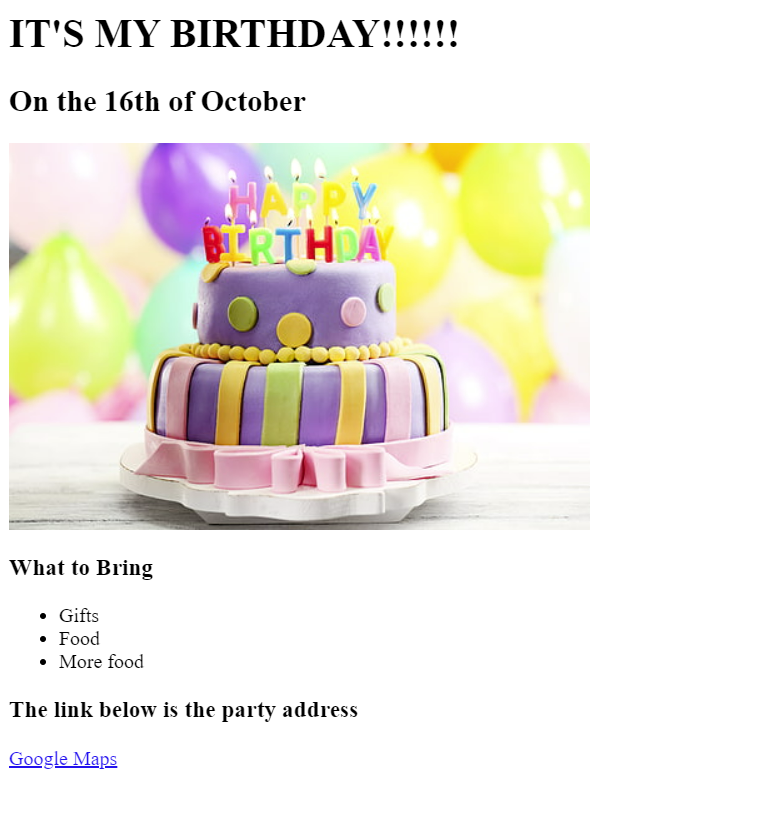 IT'S MY BIRTHDAY!!!!!!
On the 16th of October
HAPPY
BIRTHDAY
What to Bring
Gifts
Food
More food
The link below is the party address
Google Maps